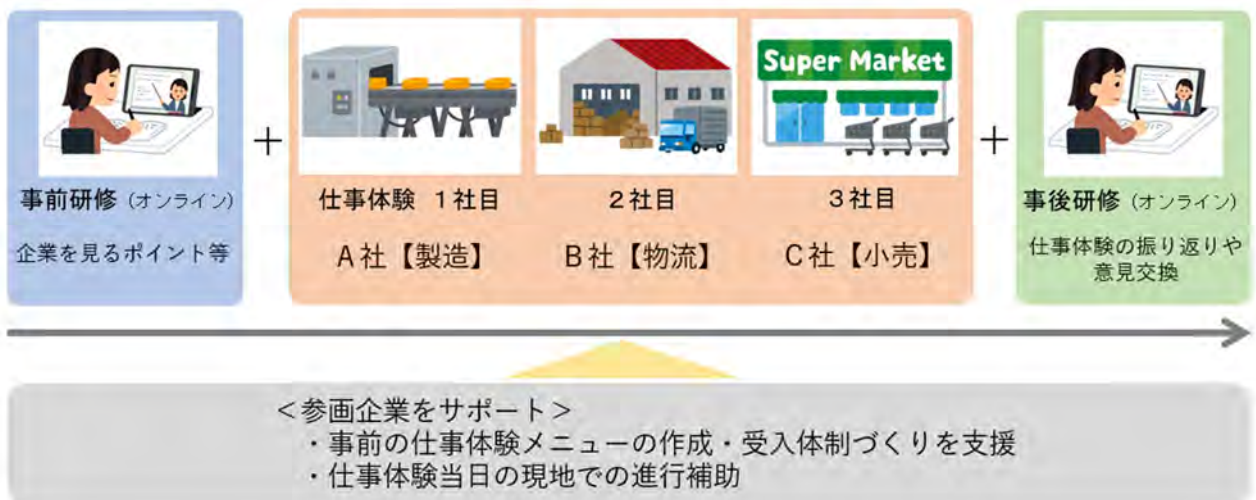 事前研修（オンライン）
企業を見るポイント等
＋
Super Market
仕事体験 1社目
2社目
3社目
A社【製造】
B社【物流】
C社【小売】
＋
事後研修（オンライン）
仕事体験の振り返りや
意見交換
＜参画企業をサポート＞
・事前の仕事体験メニューの作成・受入体制づくりを支援
・仕事体験当日の現地での進行補助